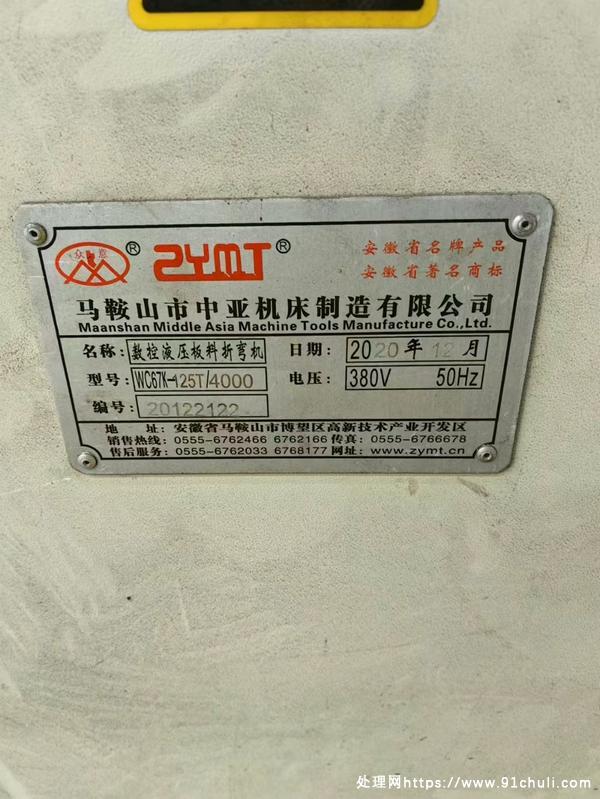 众 意 ® ZYMT ® 安徽省名牌产品
安徽省著名商标
马鞍山市中亚机床制造有限公司
Maanshan Middle Asia Machine Tools Manufacture Co.,Ltd.
名称: 数控液压板料折弯机 日期: 2020年12月
型号: WC67K-125T/4000 电压: 380V 50Hz
编号: 20122122
地 址: 安徽省马鞍山市博望区高新技术产业开发区
销售热线: 0555-6762466 6762166 传真: 0555-6766678
售后服务: 0555-6762033 6768177 网址: www.zymt.cn
处理网https://www.91chuli.com/